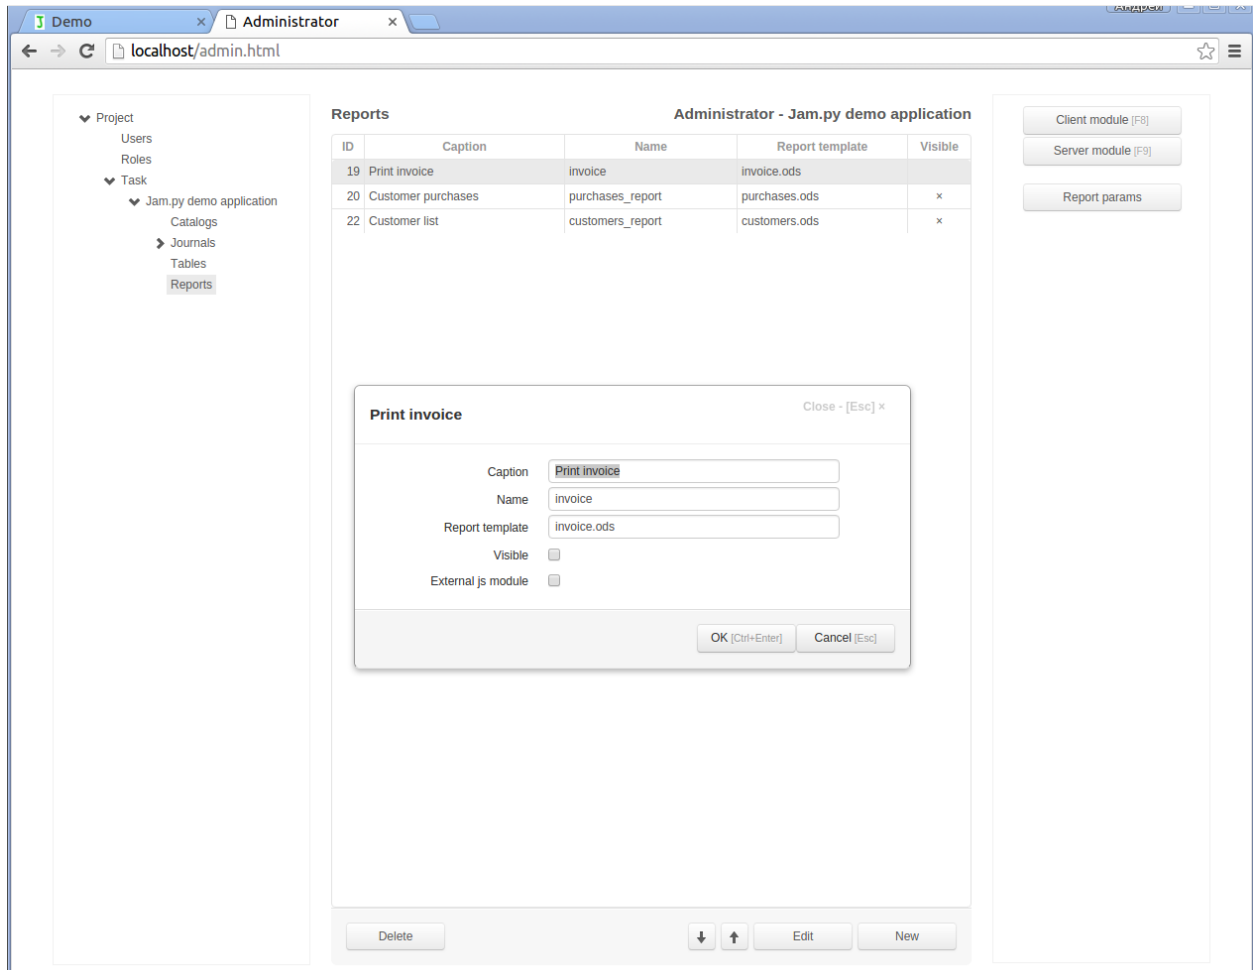 Андрей
J Demo × Administrator ×
localhost/admin.html
Project
Users
Roles
Task
Jam.py demo application
Catalogs
Journals
Tables
Reports
Reports Administrator - Jam.py demo application
ID Caption Name Report template Visible
19 Print invoice invoice invoice.ods
20 Customer purchases purchases_report purchases.ods ×
22 Customer list customers_report customers.ods ×
Client module [F8]
Server module [F9]
Report params
Print invoice Close - [Esc] ×
Caption Print invoice
Name invoice
Report template invoice.ods
Visible
External js module
OK [Ctrl+Enter] Cancel [Esc]
Delete Edit New